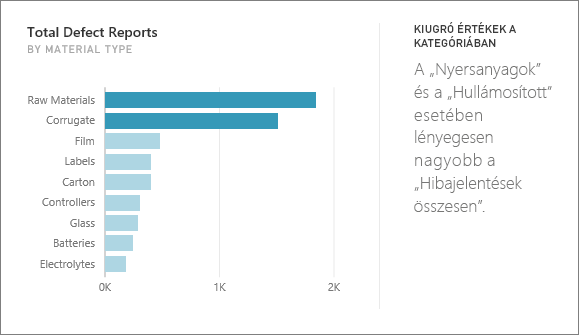 Total Defect Reports
BY MATERIAL TYPE
Raw Materials
Corrugate
Film
Labels
Carton
Controllers
Glass
Batteries
Electrolytes
0K 1K 2K
KIUGRÓ ÉRTÉKEK A
KATEGÓRIÁBAN
A „Nyersanyagok”
és a „Hullámosított”
esetében
lényegesen
nagyobb a
„Hibajelentések
összesen”.